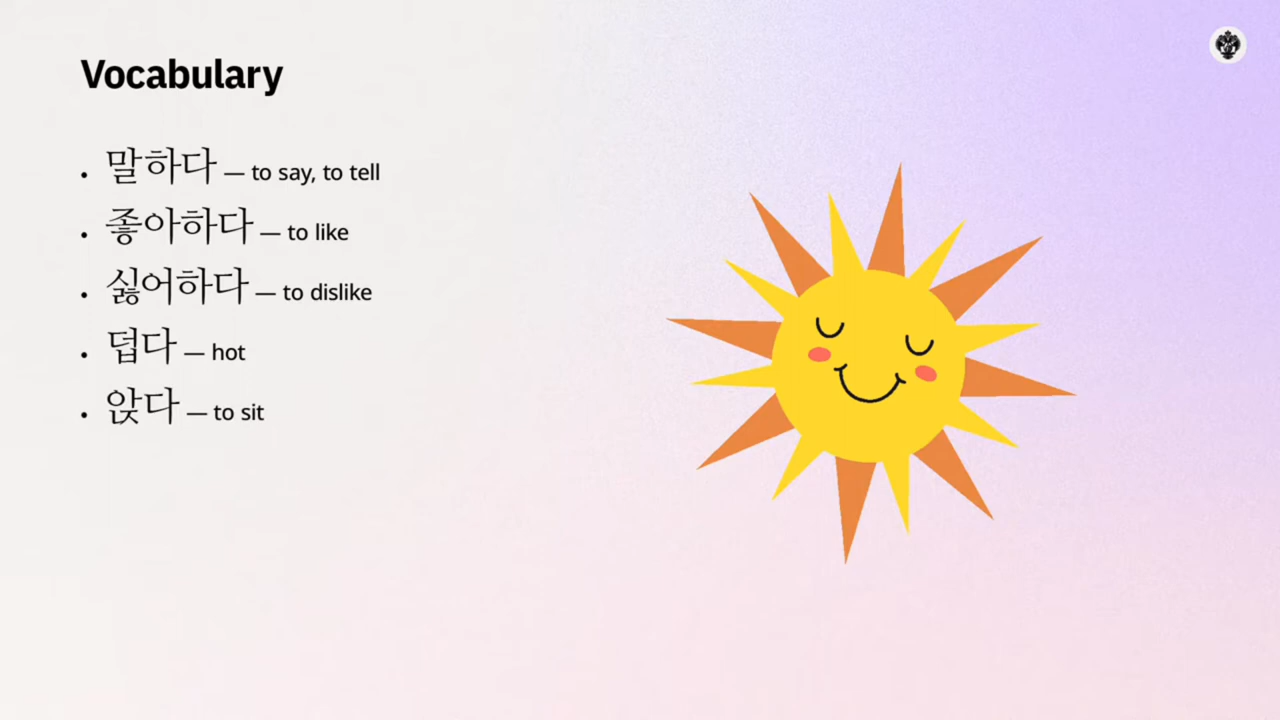 Vocabulary
• 말하다 — to say, to tell
• 좋아하다 — to like
• 싫어하다 — to dislike
• 덥다 — hot
• 앉다 — to sit